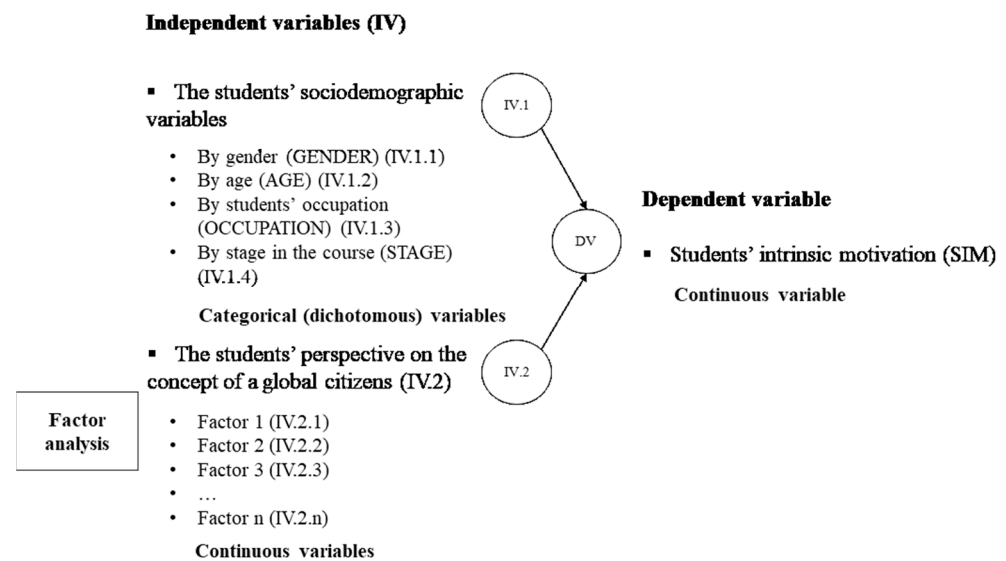 Independent variables (IV)
▪ The students' sociodemographic
variables
• By gender (GENDER) (IV.1.1)
• By age (AGE) (IV.1.2)
• By students' occupation
(OCCUPATION) (IV.1.3)
• By stage in the course (STAGE)
(IV.1.4)
Categorical (dichotomous) variables
▪ The students' perspective on the
concept of a global citizens (IV.2)
Factor
analysis
• Factor 1 (IV.2.1)
• Factor 2 (IV.2.2)
• Factor 3 (IV.2.3)
• …
• Factor n (IV.2.n)
Continuous variables
IV.1
DV
IV.2
Dependent variable
▪ Students' intrinsic motivation (SIM)
Continuous variable